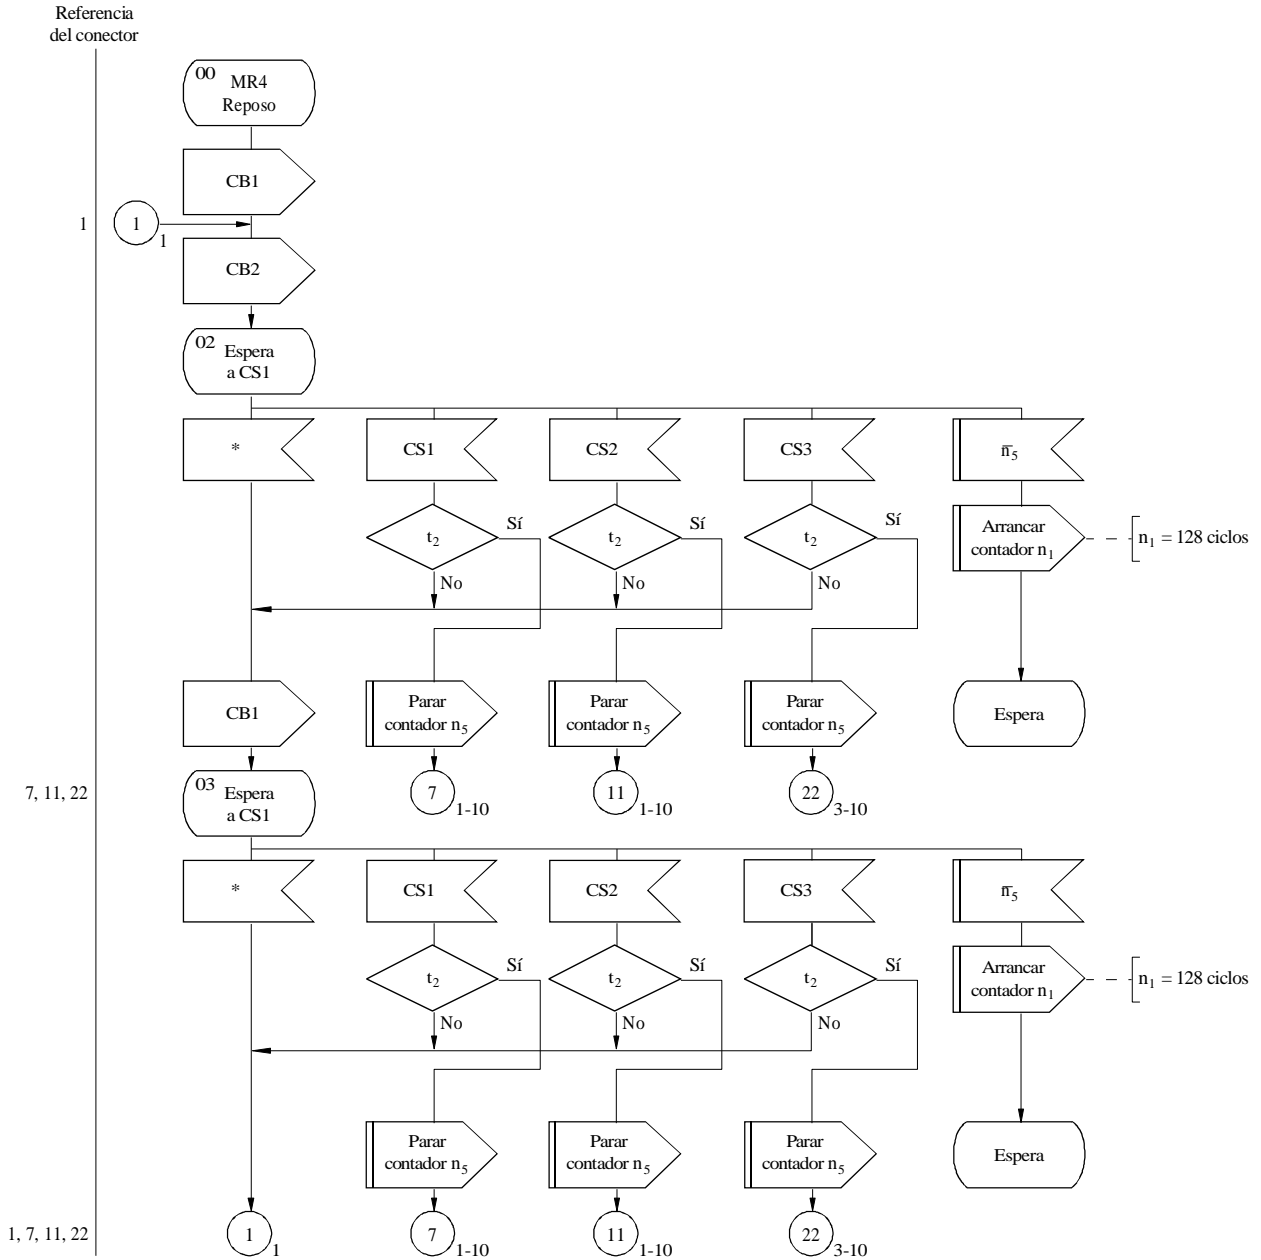 Referencia
del conector
00
MR4
Reposo
CB1
1
1
1
CB2
02
Espera
a CS1
*
CS1
CS2
CS3
n̅5
t2
Sí
t2
Sí
t2
Sí
Arrancar
contador n1
n1 = 128 ciclos
No
No
No
CB1
Parar
contador n5
Parar
contador n5
Parar
contador n5
Espera
03
Espera
a CS1
7, 11, 22
7
1-10
11
1-10
22
3-10
*
CS1
CS2
CS3
n̅5
t2
Sí
t2
Sí
t2
Sí
Arrancar
contador n1
n1 = 128 ciclos
No
No
No
Parar
contador n5
Parar
contador n5
Parar
contador n5
Espera
1, 7, 11, 22
1
1
7
1-10
11
1-10
22
3-10